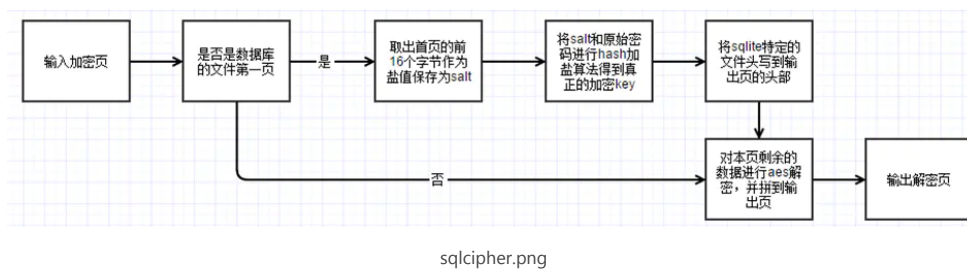 输入加密页
是否是数据库
的文件第一页
是
取出首页的前
16个字节作为
盐值保存为salt
将salt和原始密
码进行hash加
盐算法得到真
正的加密key
将sqlite特定的
文件头写到输
出页的头部
否
对本页剩余的
数据进行aes解
密，并拼到输
出页
输出解密页
sqlcipher.png